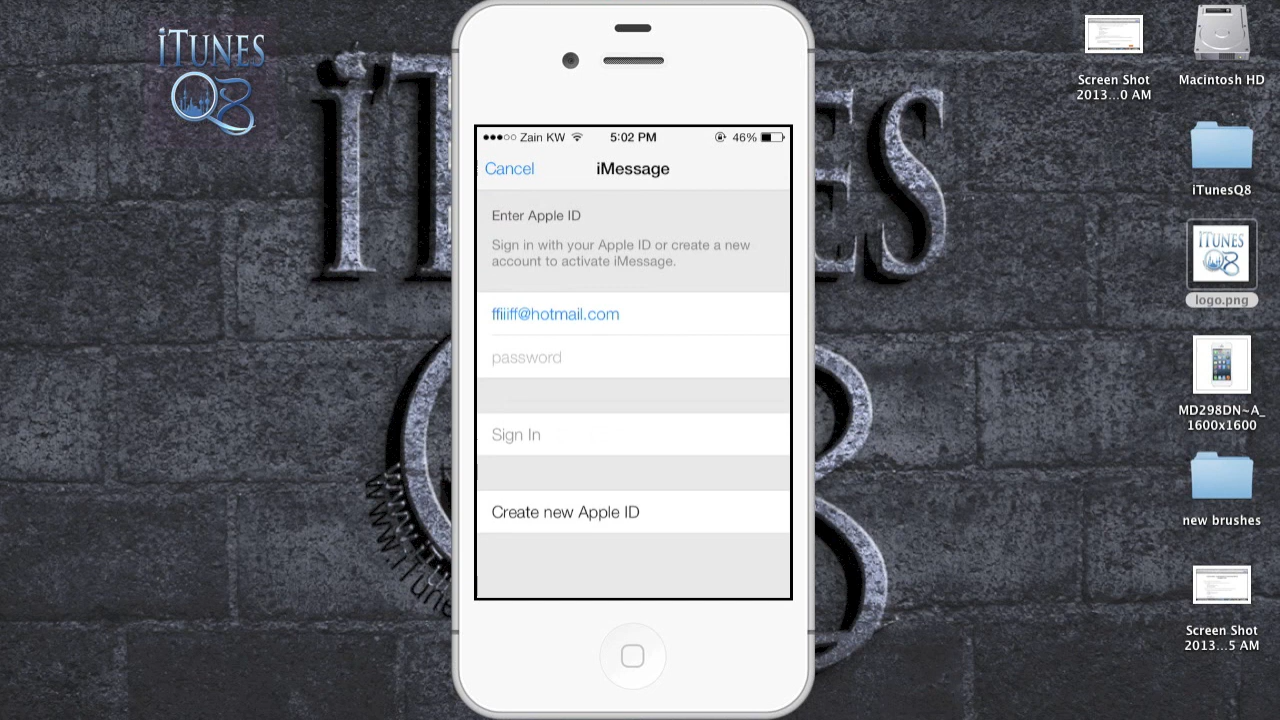 iTUNES
Q8
iTUNES
Q8
Zain KW
5:02 PM
46%
Cancel
iMessage
Enter Apple ID
Sign in with your Apple ID or create a new
account to activate iMessage.
ffiiiff@hotmail.com
password
Sign In
Create new Apple ID
Screen Shot
2013...0 AM
Macintosh HD
iTunesQ8
iTUNES
Q8
logo.png
MD298DN~A_
1600x1600
new brushes
Screen Shot
2013...5 AM